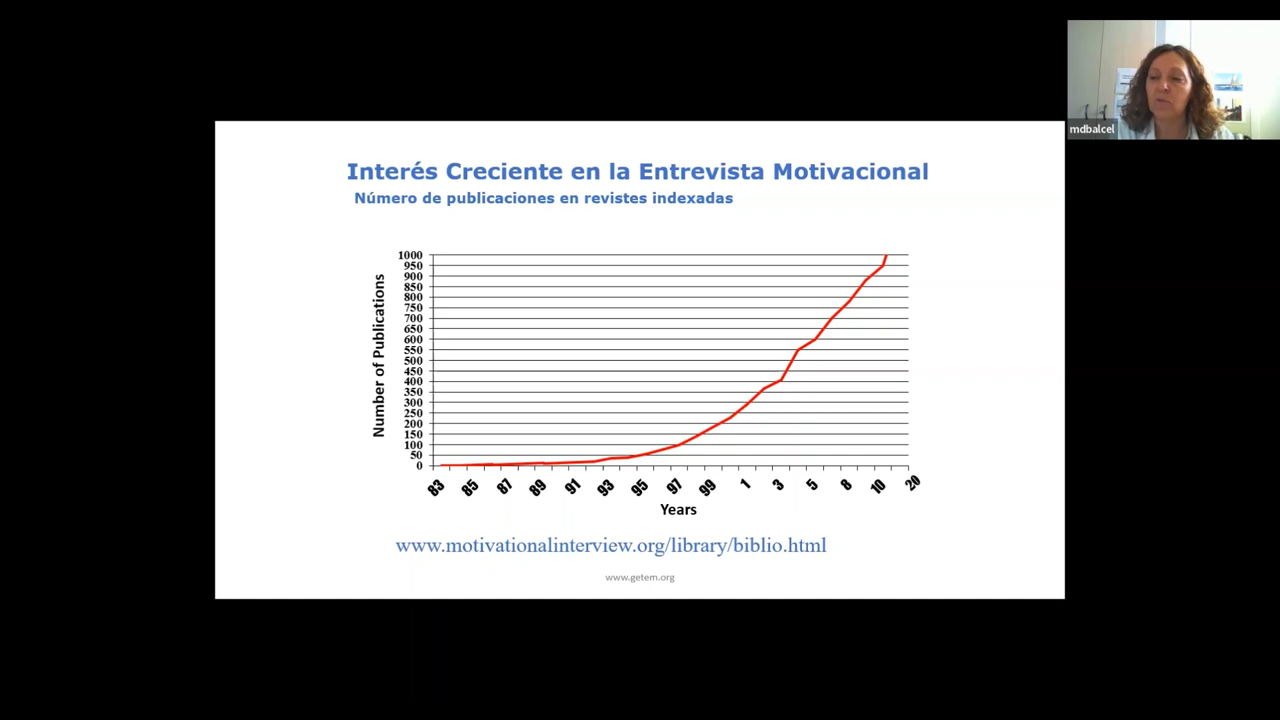 mdbalcel
Interés Creciente en la Entrevista Motivacional
Número de publicaciones en revistes indexadas
Number of Publications
1000
950
900
850
800
750
700
650
600
550
500
450
400
350
300
250
200
150
100
50
0
83 85 87 89 91 93 95 97 99 1 3 5 8 10 20
Years
www.motivationalinterview.org/library/biblio.html
www.getem.org